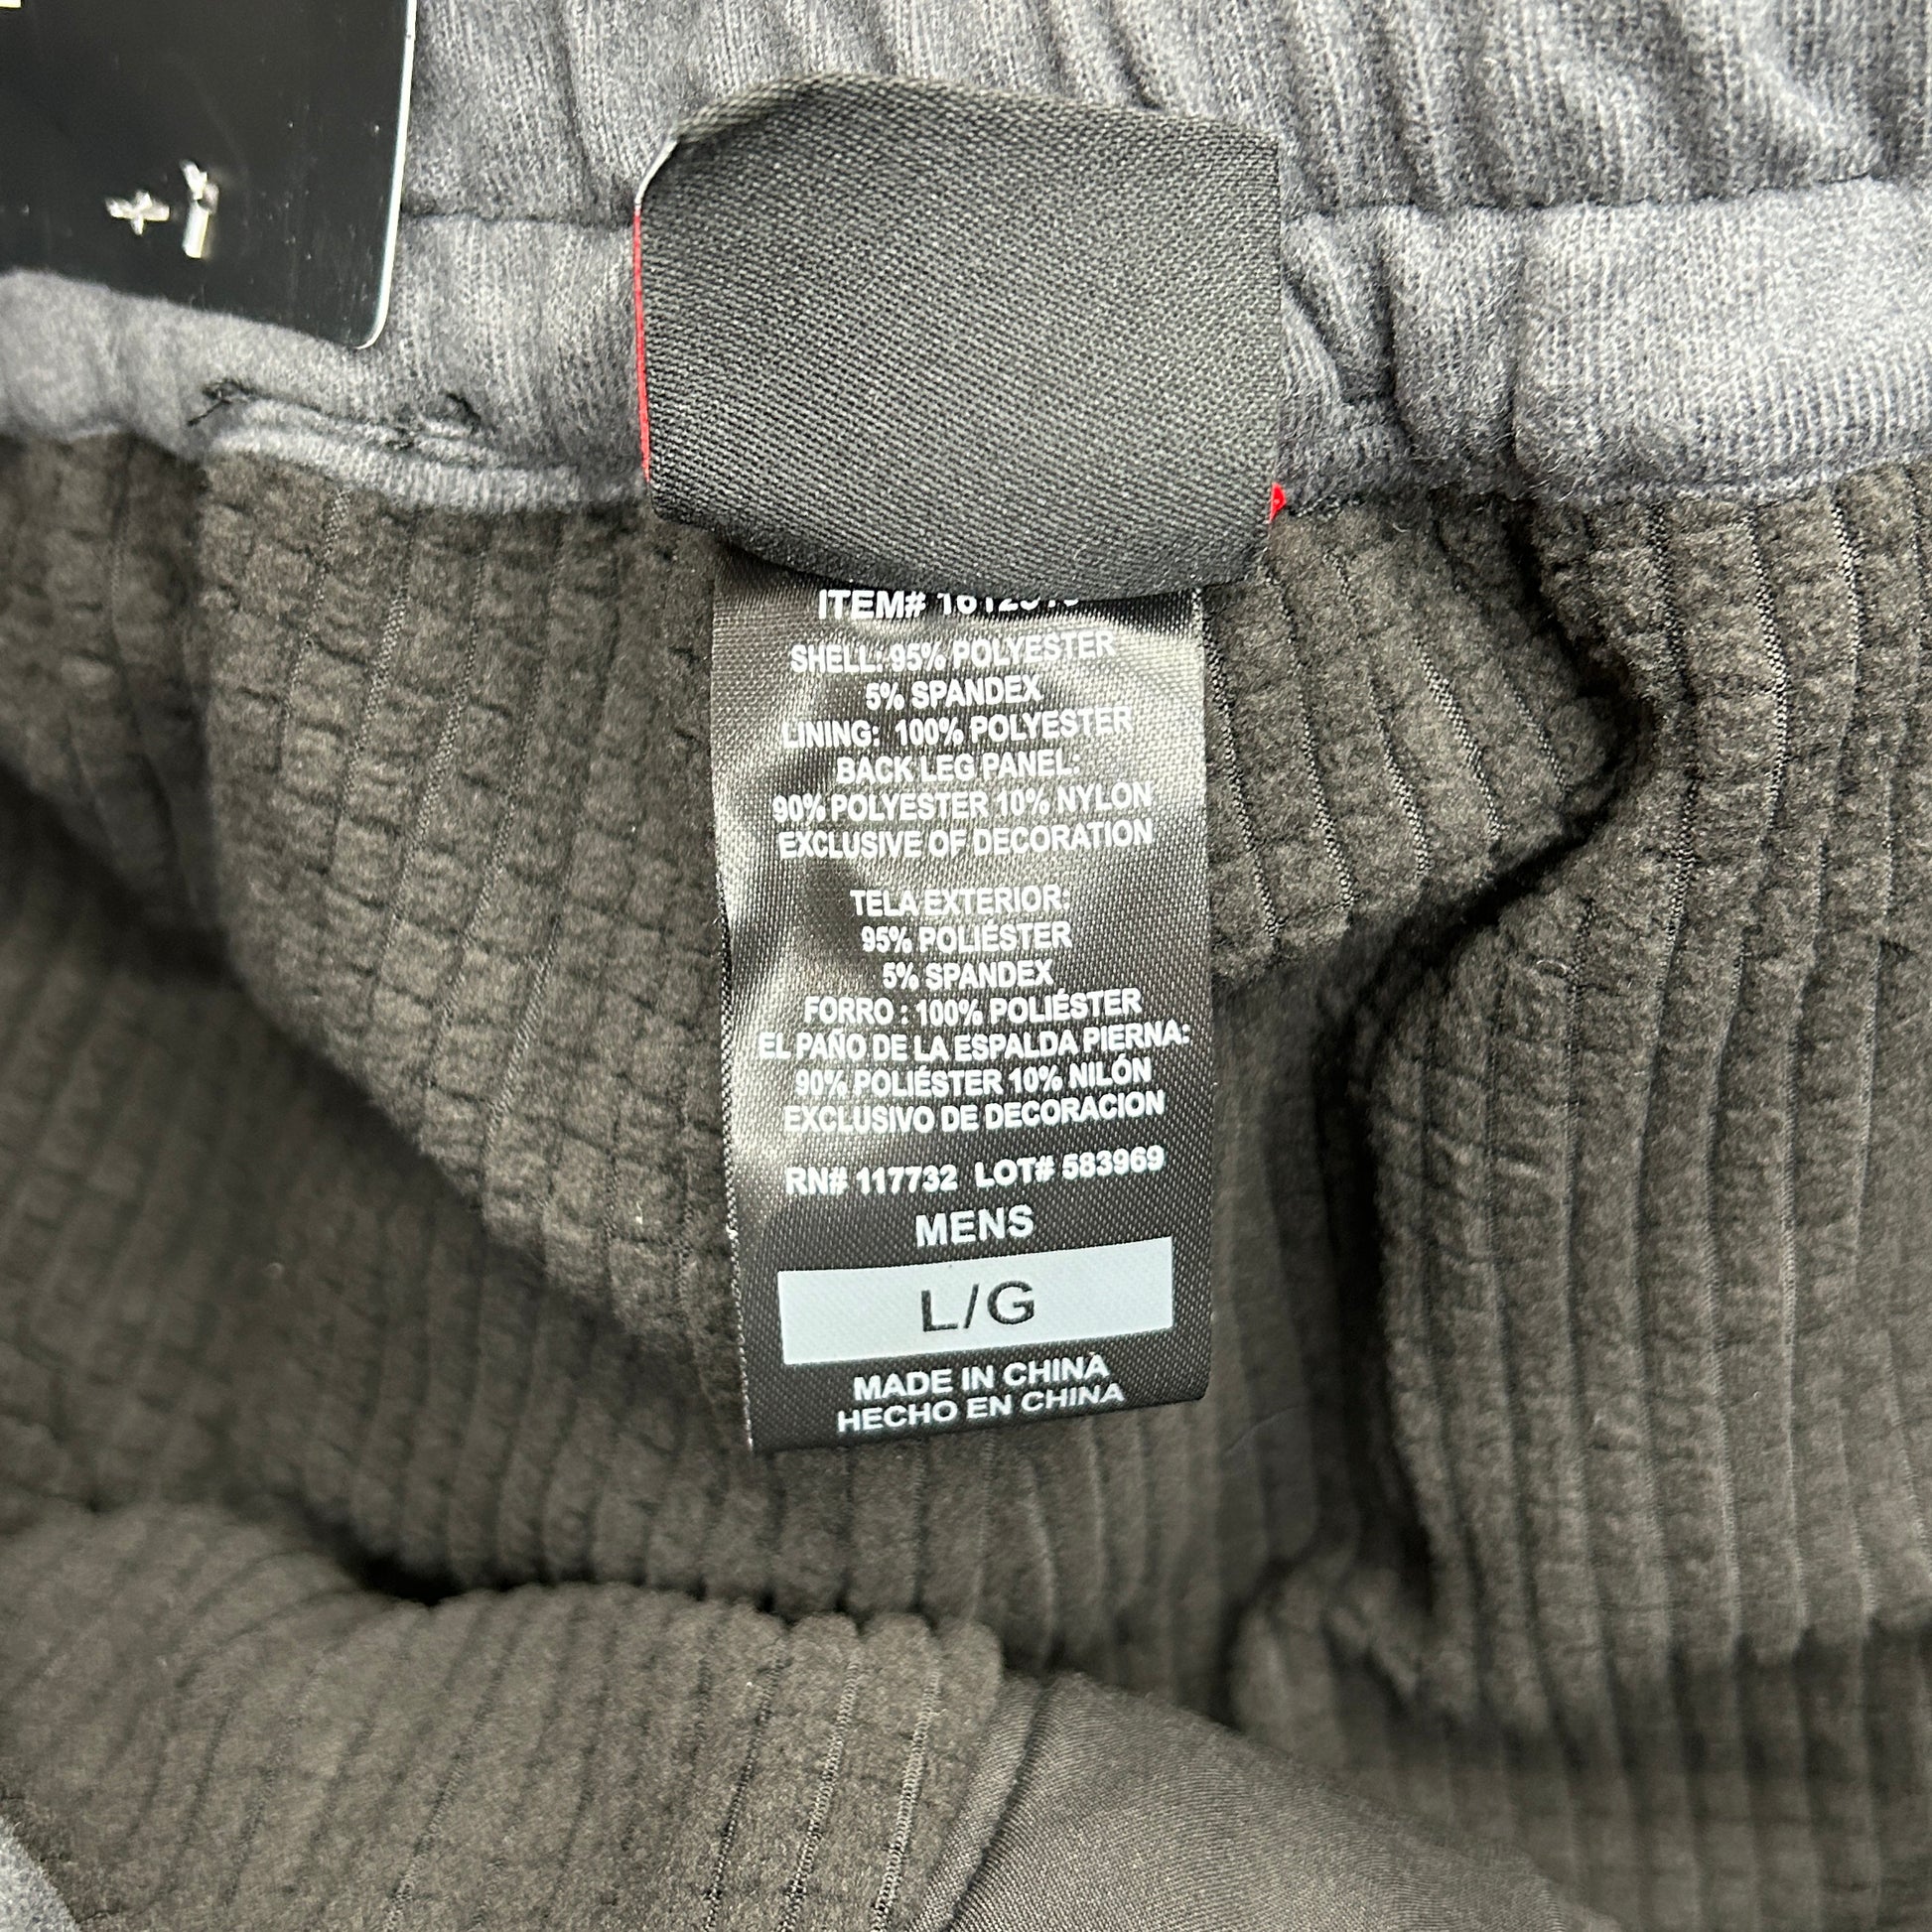 ITEM#
SHELL: 95% POLYESTER
5% SPANDEX
LINING: 100% POLYESTER
BACK LEG PANEL:
90% POLYESTER 10% NYLON
EXCLUSIVE OF DECORATION
TELA EXTERIOR:
95% POLIÉSTER
5% SPANDEX
FORRO : 100% POLIÉSTER
EL PAÑO DE LA ESPALDA PIERNA:
90% POLIÉSTER 10% NILÓN
EXCLUSIVO DE DECORACION
RN# 117732 LOT# 583969
MENS
L/G
MADE IN CHINA
HECHO EN CHINA